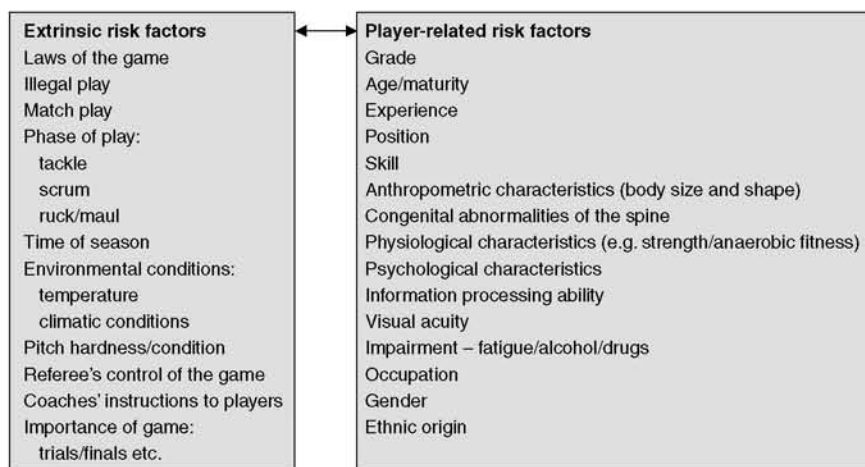 Extrinsic risk factors
Laws of the game
Illegal play
Match play
Phase of play:
tackle
scrum
ruck/maul
Time of season
Environmental conditions:
temperature
climatic conditions
Pitch hardness/condition
Referee's control of the game
Coaches' instructions to players
Importance of game:
trials/finals etc.
Player-related risk factors
Grade
Age/maturity
Experience
Position
Skill
Anthropometric characteristics (body size and shape)
Congenital abnormalities of the spine
Physiological characteristics (e.g. strength/anaerobic fitness)
Psychological characteristics
Information processing ability
Visual acuity
Impairment – fatigue/alcohol/drugs
Occupation
Gender
Ethnic origin